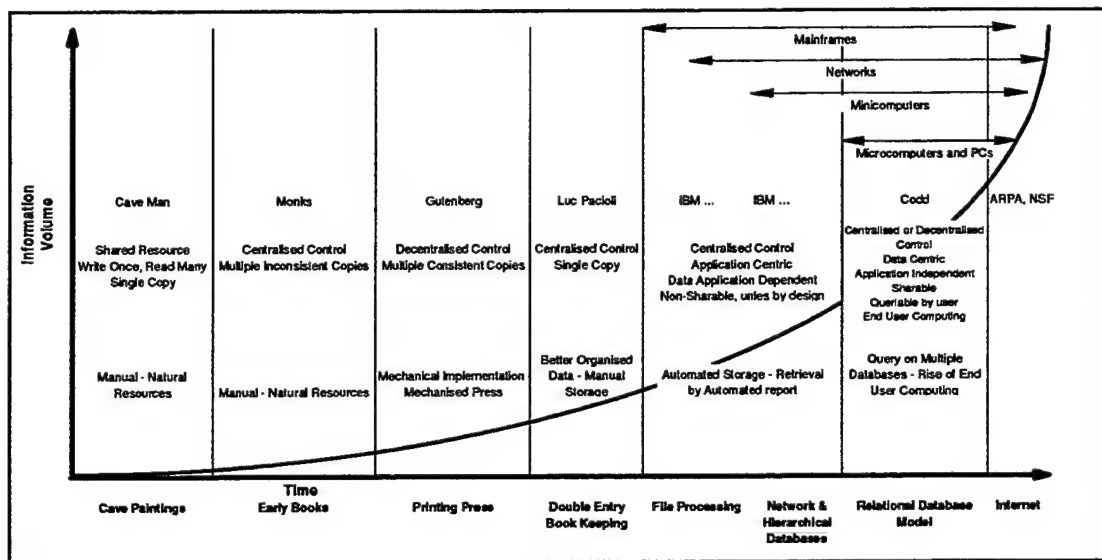 Mainframes
Networks
Minicomputers
Microcomputers and PCs
Information
Volume
Cave Man
Monks
Gutenberg
Luc Pacioli
IBM ...
IBM ...
Codd
ARPA, NSF
Shared Resource
Write Once, Read Many
Single Copy
Centralised Control
Multiple Inconsistent Copies
Decentralised Control
Multiple Consistent Copies
Centralised Control
Single Copy
Centralised Control
Application Centric
Data Application Dependent
Non-Sharable, unles by design
Centralised or Decentralised
Control
Data Centric
Application Independent
Sharable
Queriable by user
End User Computing
Manual - Natural
Resources
Manual - Natural Resources
Mechanical Implementation -
Mechanised Press
Better Organised
Data - Manual
Storage
Automated Storage - Retrieval
by Automated report
Query on Multiple
Databases - Rise of End
User Computing
Time
Cave Paintings
Early Books
Printing Press
Double Entry
Book Keeping
File Processing
Network &
Hierarchical
Databases
Relational Database
Model
Internet